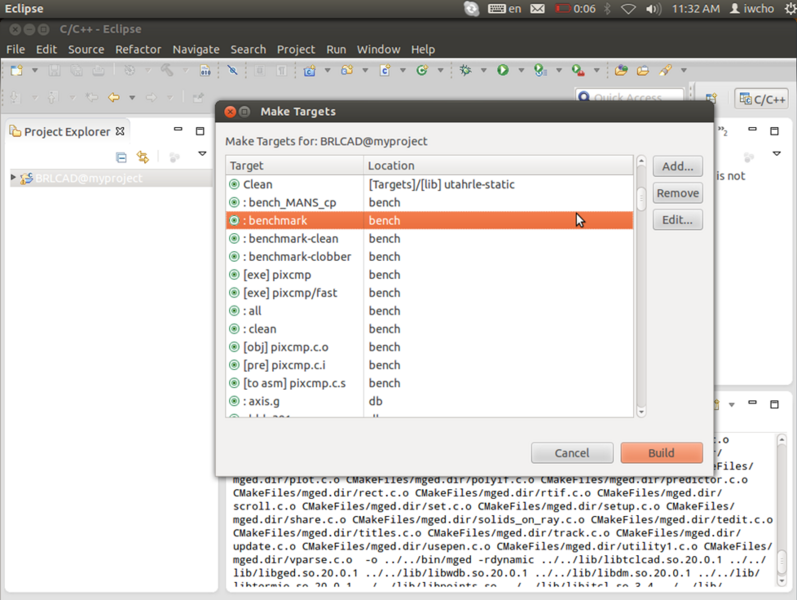 Eclipse
en
0:06
11:32 AM
iwcho
C/C++ - Eclipse
File Edit Source Refactor Navigate Search Project Run Window Help
Quick Access
C/C++
Make Targets
Project Explorer
Make Targets for: BRLCAD@myproject
Target Location
Add...
BRLCAD@myproject
is not
Clean [Targets]/[lib] utahrle-static
: bench_MANS_cp bench
Remove
: benchmark bench
Edit...
: benchmark-clean bench
: benchmark-clobber bench
[exe] pixcmp bench
[exe] pixcmp/fast bench
: all bench
: clean bench
[obj] pixcmp.c.o bench
[pre] pixcmp.c.i bench
[to asm] pixcmp.c.s bench
: axis.g db
Cancel Build
c.o
/
eFiles/
mged.dir/plot.c.o CMakeFiles/mged.dir/polyif.c.o CMakeFiles/mged.dir/predictor.c.o
CMakeFiles/mged.dir/rect.c.o CMakeFiles/mged.dir/rtif.c.o CMakeFiles/mged.dir/
scroll.c.o CMakeFiles/mged.dir/set.c.o CMakeFiles/mged.dir/setup.c.o CMakeFiles/
mged.dir/share.c.o CMakeFiles/mged.dir/solids_on_ray.c.o CMakeFiles/mged.dir/tedit.c.o
CMakeFiles/mged.dir/titles.c.o CMakeFiles/mged.dir/track.c.o CMakeFiles/mged.dir/
update.c.o CMakeFiles/mged.dir/usepen.c.o CMakeFiles/mged.dir/utility1.c.o CMakeFiles/
mged.dir/vparse.c.o -o ../../bin/mged -rdynamic ../../lib/libtclcad.so.20.0.1 ../../
lib/libged.so.20.0.1 ../../lib/libwdb.so.20.0.1 ../../lib/libdm.so.20.0.1 ../../lib/